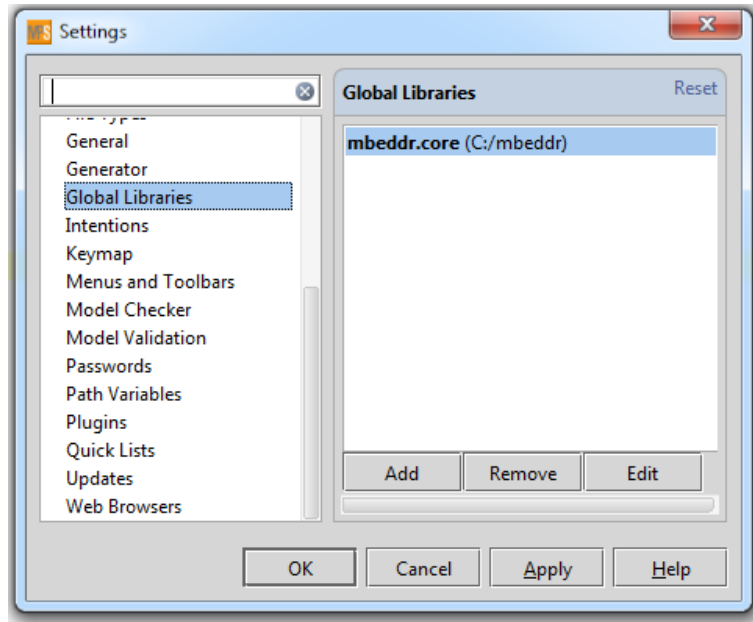 MPS Settings
Global Libraries
Reset
General
Generator
Global Libraries
Intentions
Keymap
Menus and Toolbars
Model Checker
Model Validation
Passwords
Path Variables
Plugins
Quick Lists
Updates
Web Browsers
mbeddr.core (C:/mbeddr)
Add Remove Edit
OK Cancel Apply Help